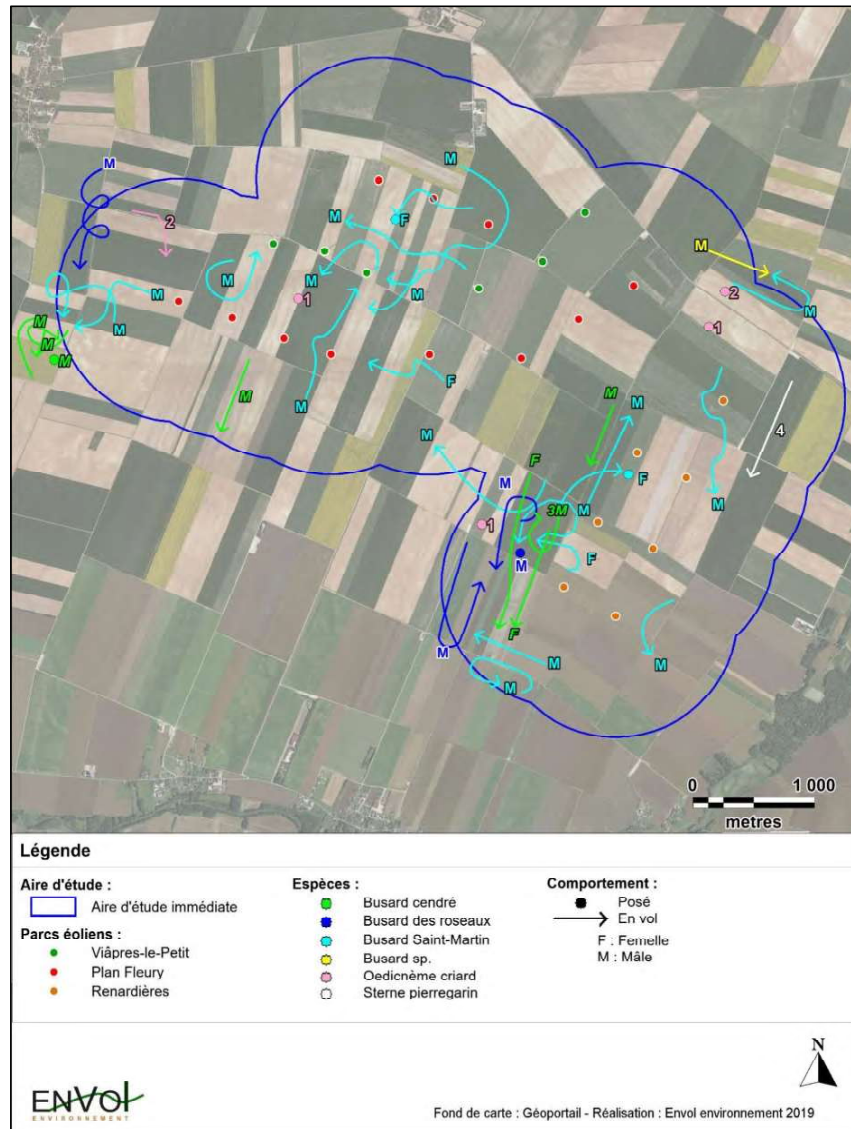 M
M
2
M
F
M
M
M
M
1
M
M
M
2
M
1
M
M
M
M
M
M
F
M
M
M
F
M
4
F
M
3M
M
M
1
M
F
F
M
M
M
M
0 1 000
metres
Légende
Aire d'étude :
Aire d'étude immédiate
Parcs éoliens :
Viâpres-le-Petit
Plan Fleury
Renardières
Espèces :
Busard cendré
Busard des roseaux
Busard Saint-Martin
Busard sp.
Oedicnème criard
Sterne pierregarin
Comportement :
Posé
En vol
F : Femelle
M : Mâle
N
ENVOl
ENVIRONNEMENT
Fond de carte : Géoportail - Réalisation : Envol environnement 2019